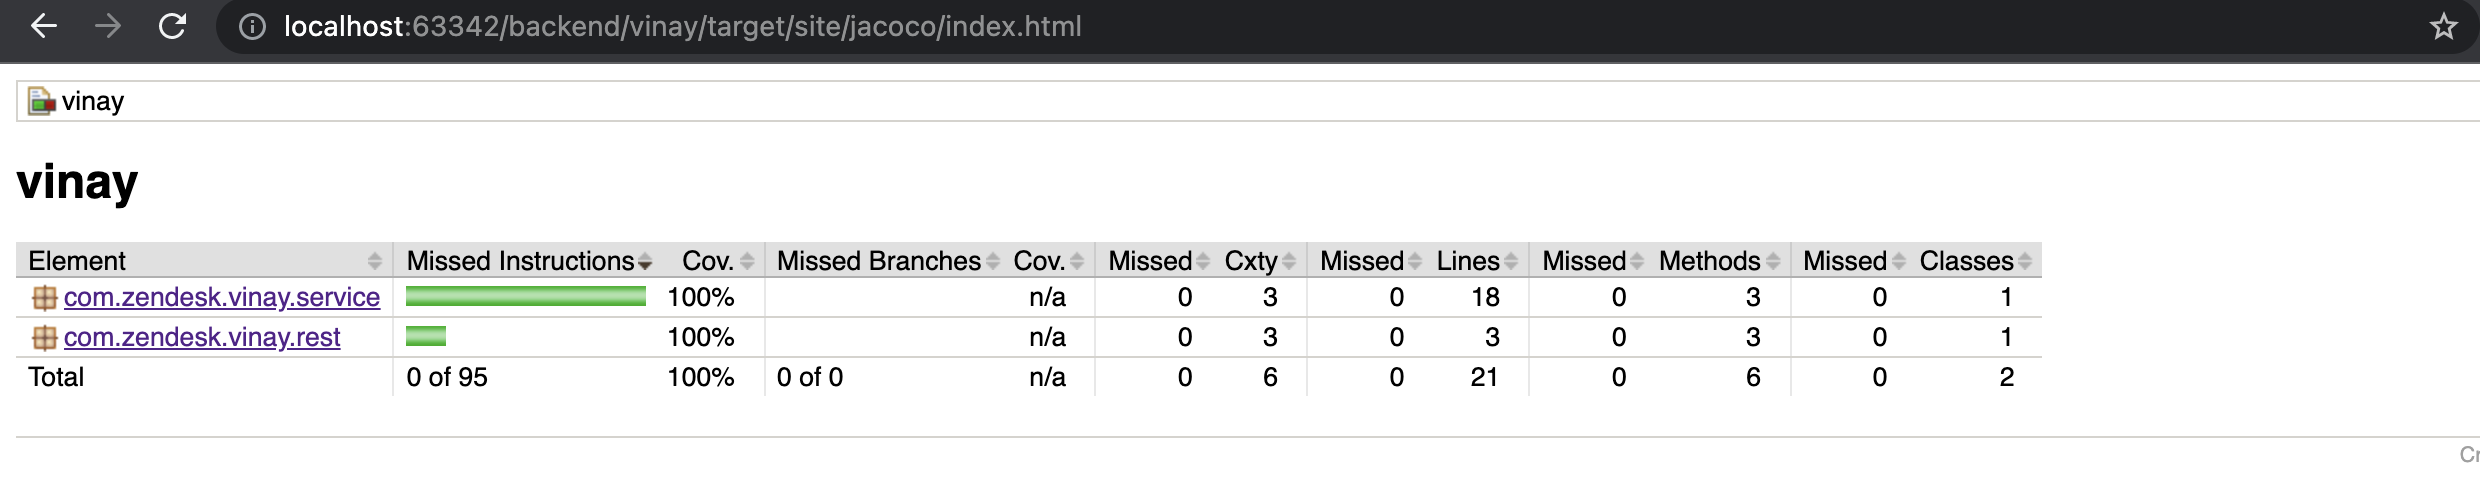 localhost:63342/backend/vinay/target/site/jacoco/index.html
vinay
vinay
Element Missed Instructions Cov. Missed Branches Cov. Missed Cxty Missed Lines Missed Methods Missed Classes
com.zendesk.vinay.service 100% n/a 0 3 0 18 0 3 0 1
com.zendesk.vinay.rest 100% n/a 0 3 0 3 0 3 0 1
Total 0 of 95 100% 0 of 0 n/a 0 6 0 21 0 6 0 2